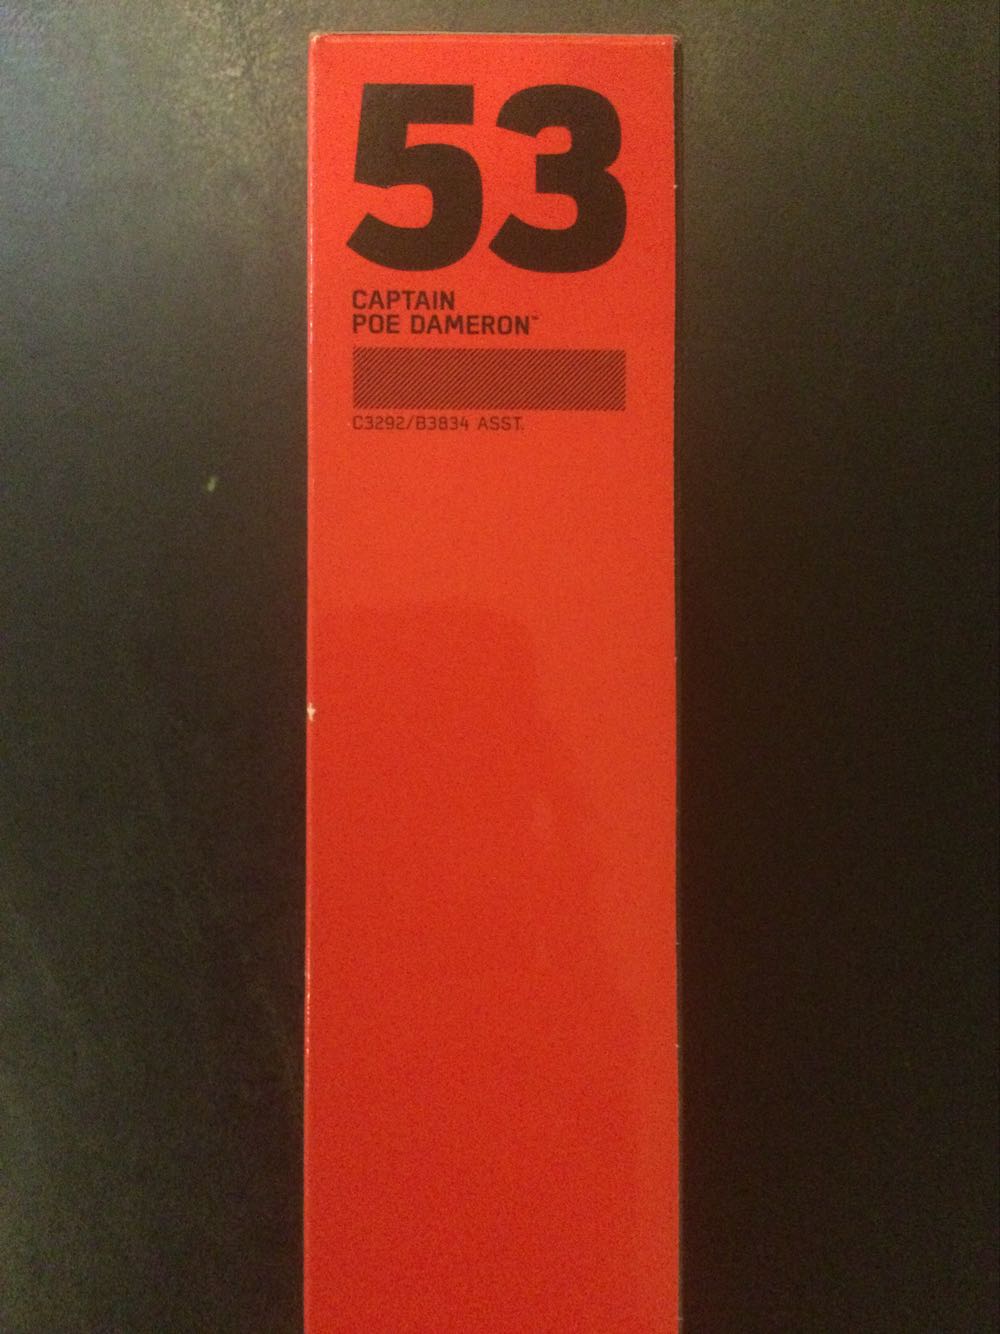 53
CAPTAIN
POE DAMERON™
C3292/B3834 ASST.